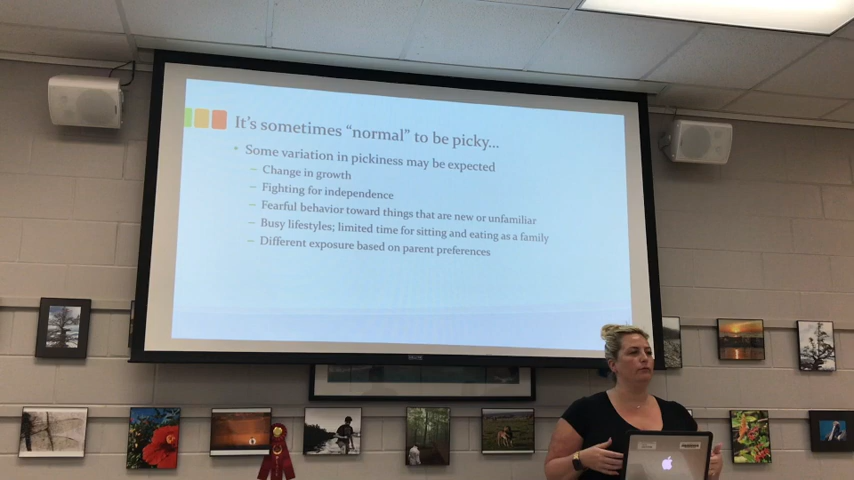 It's sometimes “normal” to be picky...
• Some variation in pickiness may be expected
– Change in growth
– Fighting for independence
– Fearful behavior toward things that are new or unfamiliar
– Busy lifestyles; limited time for sitting and eating as a family
– Different exposure based on parent preferences